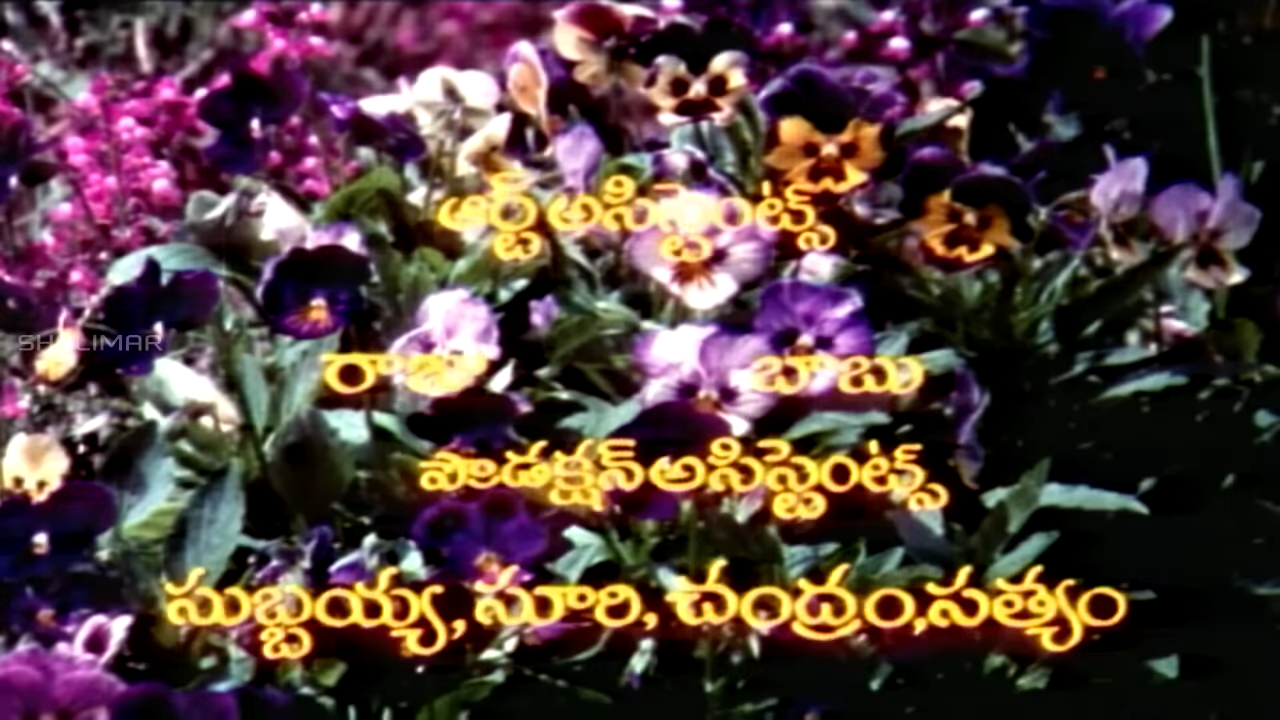 ఆర్ట్ అసిస్టెంట్స్
SHALIMAR
రాజు బాబు
ప్రొడక్షన్ అసిస్టెంట్స్
సుబ్బయ్య, సూరి, చంద్రం, సత్యం